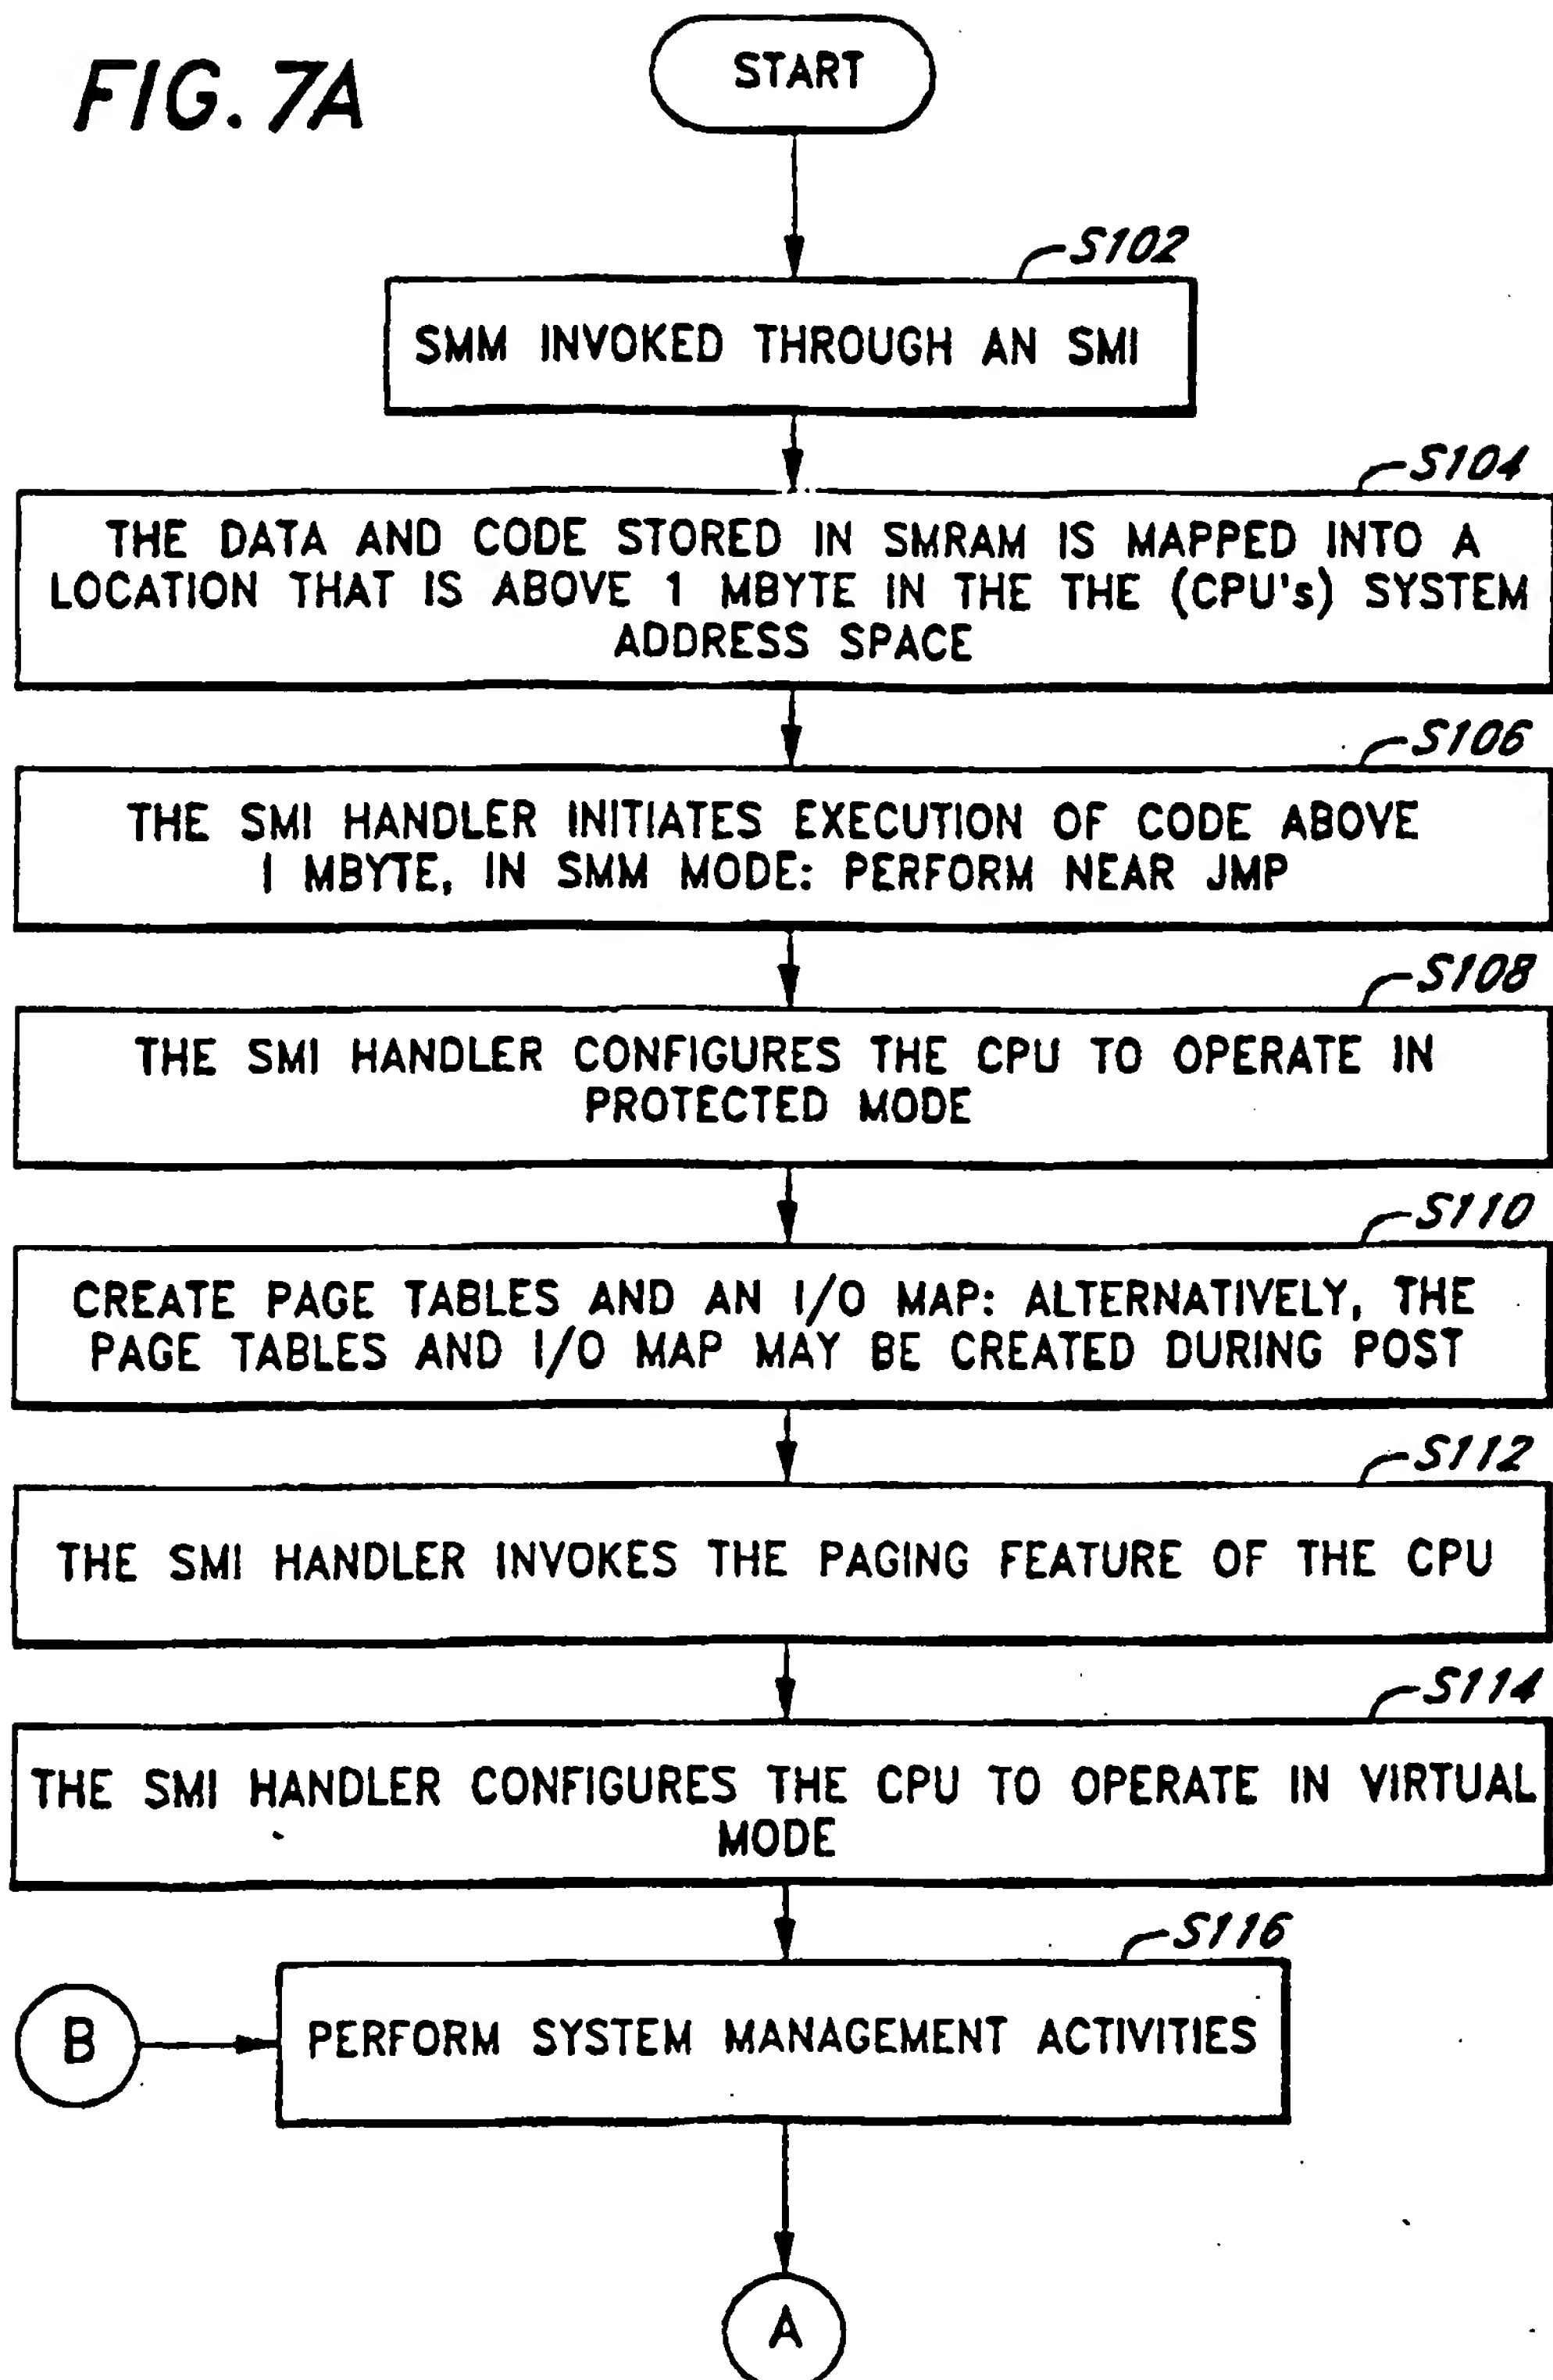 FIG. 7A
START
S102
SMM INVOKED THROUGH AN SMI
S104
THE DATA AND CODE STORED IN SMRAM IS MAPPED INTO A
LOCATION THAT IS ABOVE 1 MBYTE IN THE THE (CPU's) SYSTEM
ADDRESS SPACE
S106
THE SMI HANDLER INITIATES EXECUTION OF CODE ABOVE
1 MBYTE, IN SMM MODE: PERFORM NEAR JMP
S108
THE SMI HANDLER CONFIGURES THE CPU TO OPERATE IN
PROTECTED MODE
S110
CREATE PAGE TABLES AND AN I/O MAP: ALTERNATIVELY, THE
PAGE TABLES AND I/O MAP MAY BE CREATED DURING POST
S112
THE SMI HANDLER INVOKES THE PAGING FEATURE OF THE CPU
S114
THE SMI HANDLER CONFIGURES THE CPU TO OPERATE IN VIRTUAL
MODE
S116
B
PERFORM SYSTEM MANAGEMENT ACTIVITIES
A